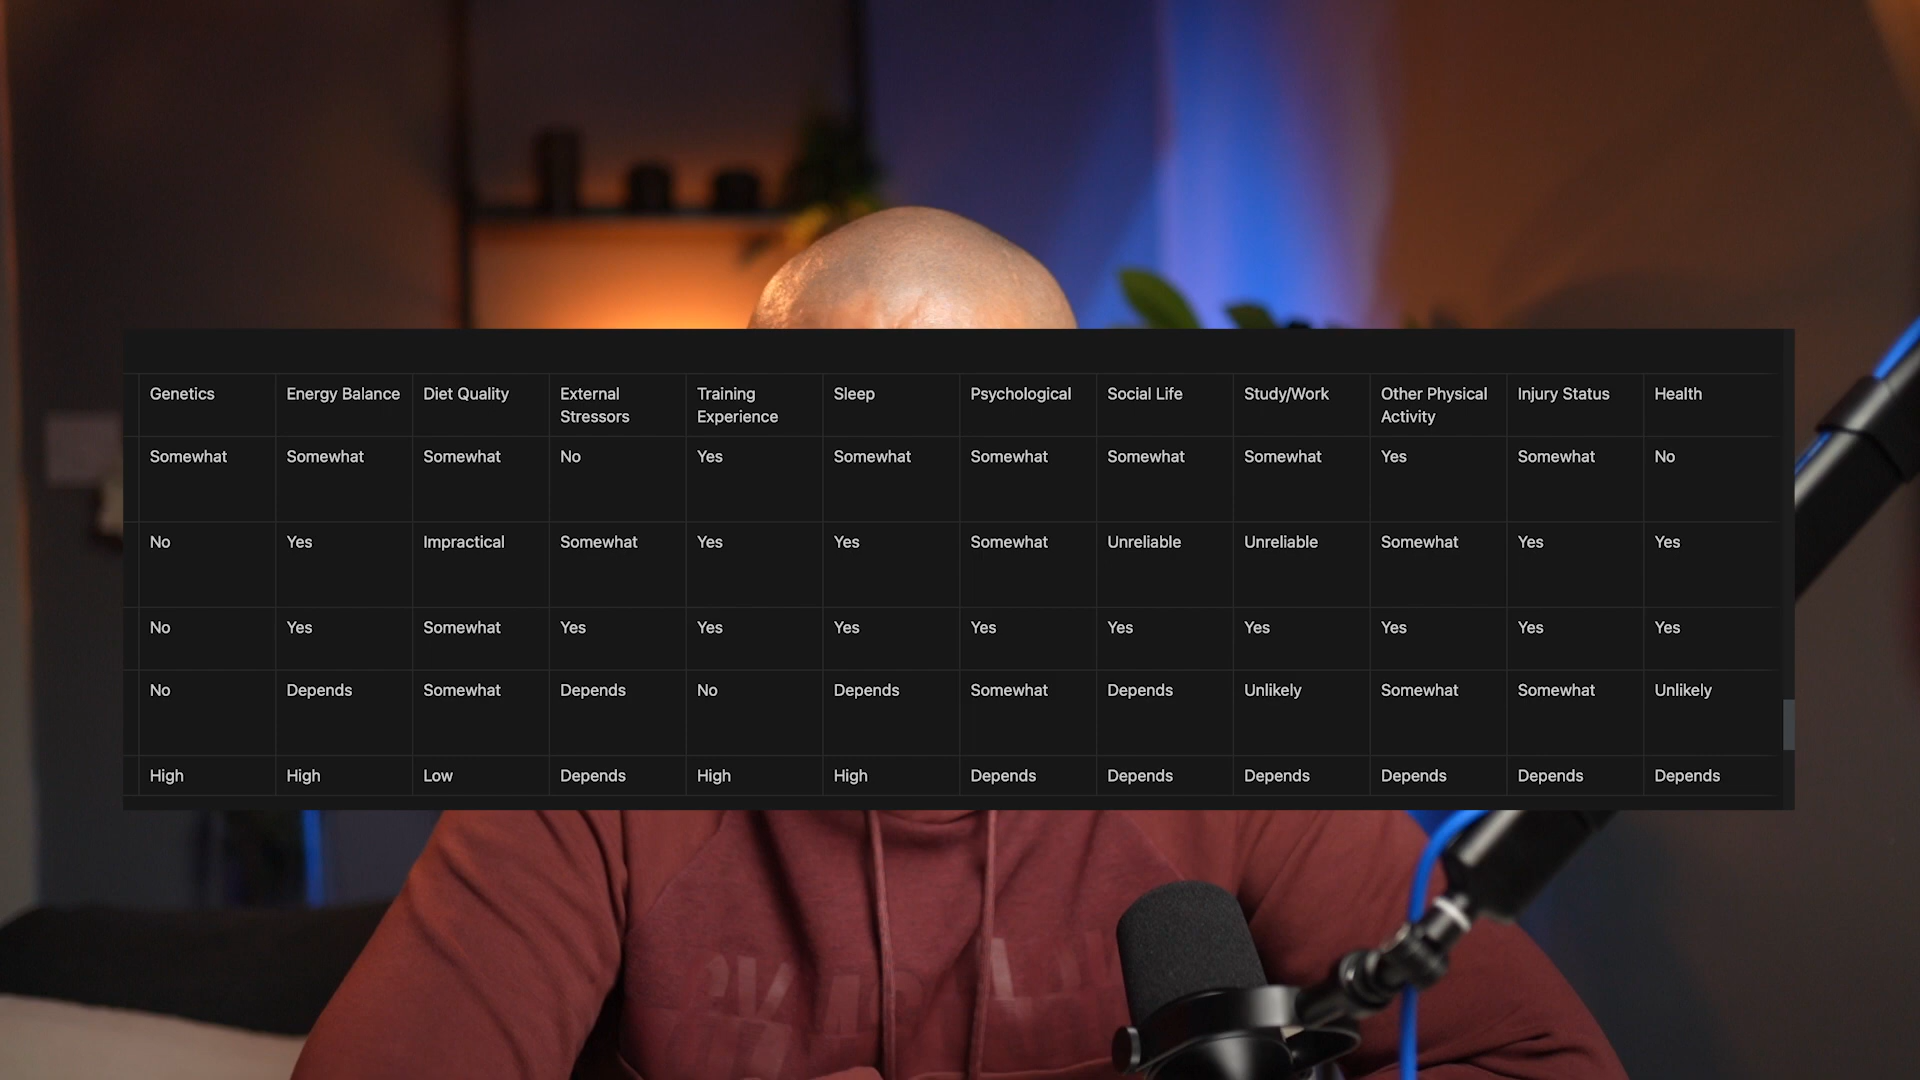 Genetics Energy Balance Diet Quality External Stressors Training Experience Sleep Psychological Social Life Study/Work Other Physical Activity Injury Status Health
Somewhat Somewhat Somewhat No Yes Somewhat Somewhat Somewhat Somewhat Yes Somewhat No
No Yes Impractical Somewhat Yes Yes Somewhat Unreliable Unreliable Somewhat Yes Yes
No Yes Somewhat Yes Yes Yes Yes Yes Yes Yes Yes Yes
No Depends Somewhat Depends No Depends Somewhat Depends Unlikely Somewhat Somewhat Unlikely
High High Low Depends High High Depends Depends Depends Depends Depends Depends